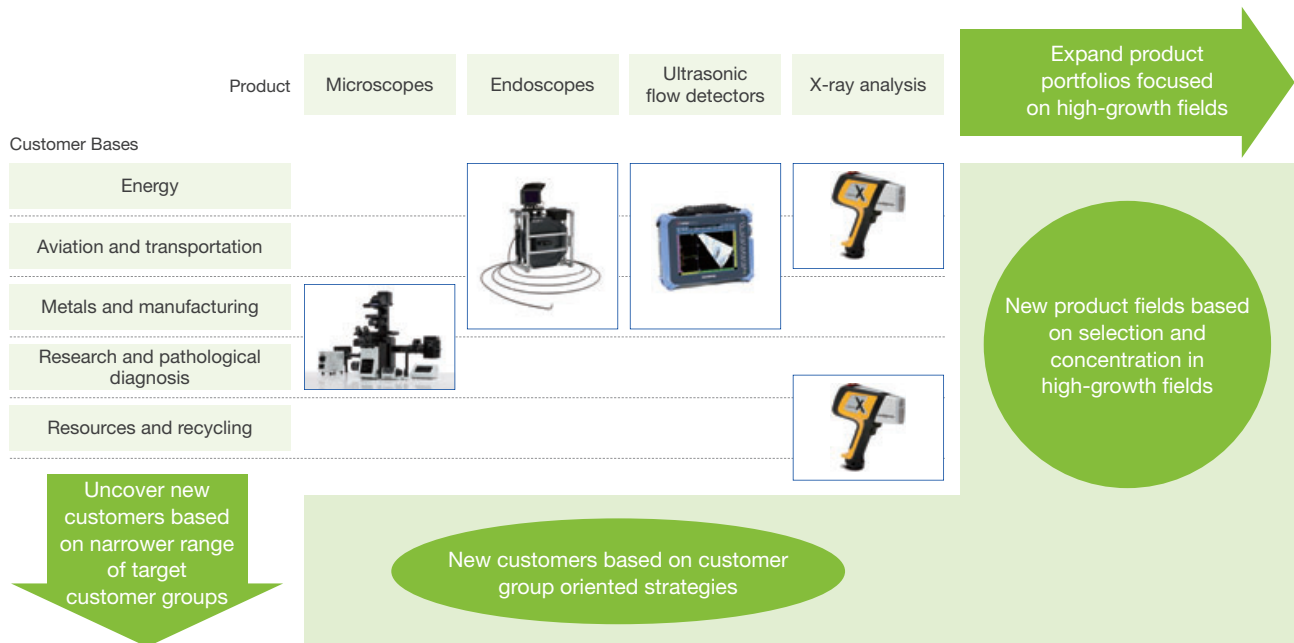 Product
Microscopes
Endoscopes
Ultrasonic
flow detectors
X-ray analysis
Expand product
portfolios focused
on high-growth fields
Customer Bases
Energy
Aviation and transportation
Metals and manufacturing
Research and pathological
diagnosis
Resources and recycling
New product fields based
on selection and
concentration in
high-growth fields
Uncover new
customers based
on narrower range
of target
customer groups
New customers based on customer
group oriented strategies